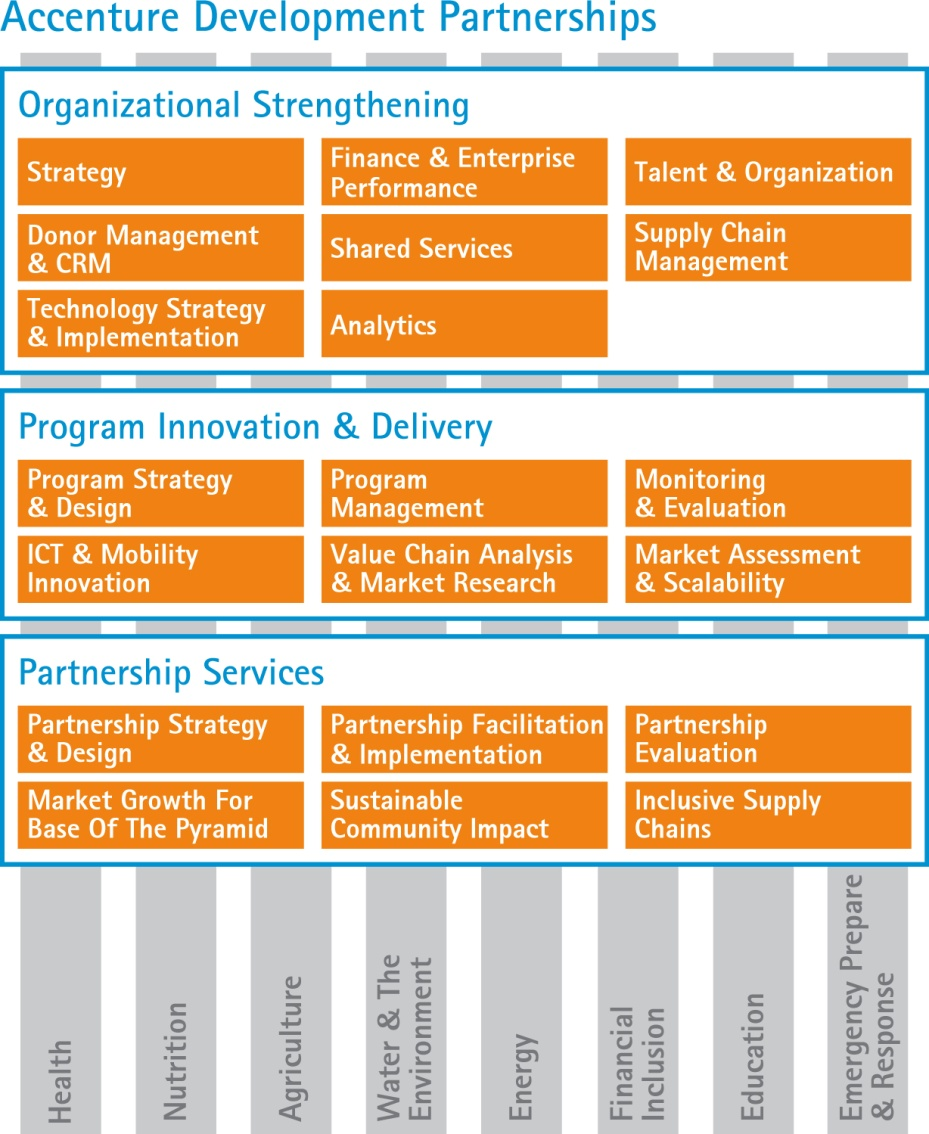 Accenture Development Partnerships
Organizational Strengthening
Strategy
Finance & Enterprise
Performance
Talent & Organization
Donor Management
& CRM
Shared Services
Supply Chain
Management
Technology Strategy
& Implementation
Analytics
Program Innovation & Delivery
Program Strategy
& Design
Program
Management
Monitoring
& Evaluation
ICT & Mobility
Innovation
Value Chain Analysis
& Market Research
Market Assessment
& Scalability
Partnership Services
Partnership Strategy
& Design
Partnership Facilitation
& Implementation
Partnership
Evaluation
Market Growth For
Base Of The Pyramid
Sustainable
Community Impact
Inclusive Supply
Chains
Health
Nutrition
Agriculture
Water & The
Environment
Energy
Financial
Inclusion
Education
Emergency Prepare
& Response